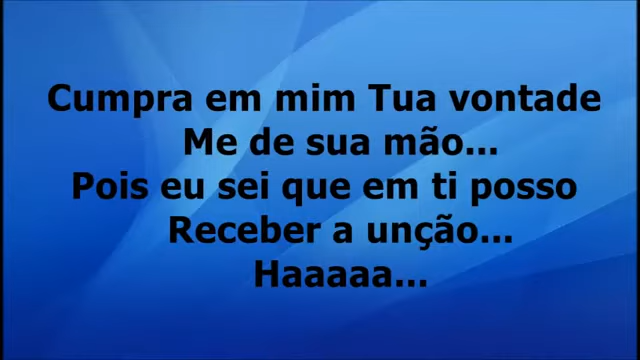 Cumpra em mim Tua vontade
Me de sua mão...
Pois eu sei que em ti posso
Receber a unção...
Haaaaa...